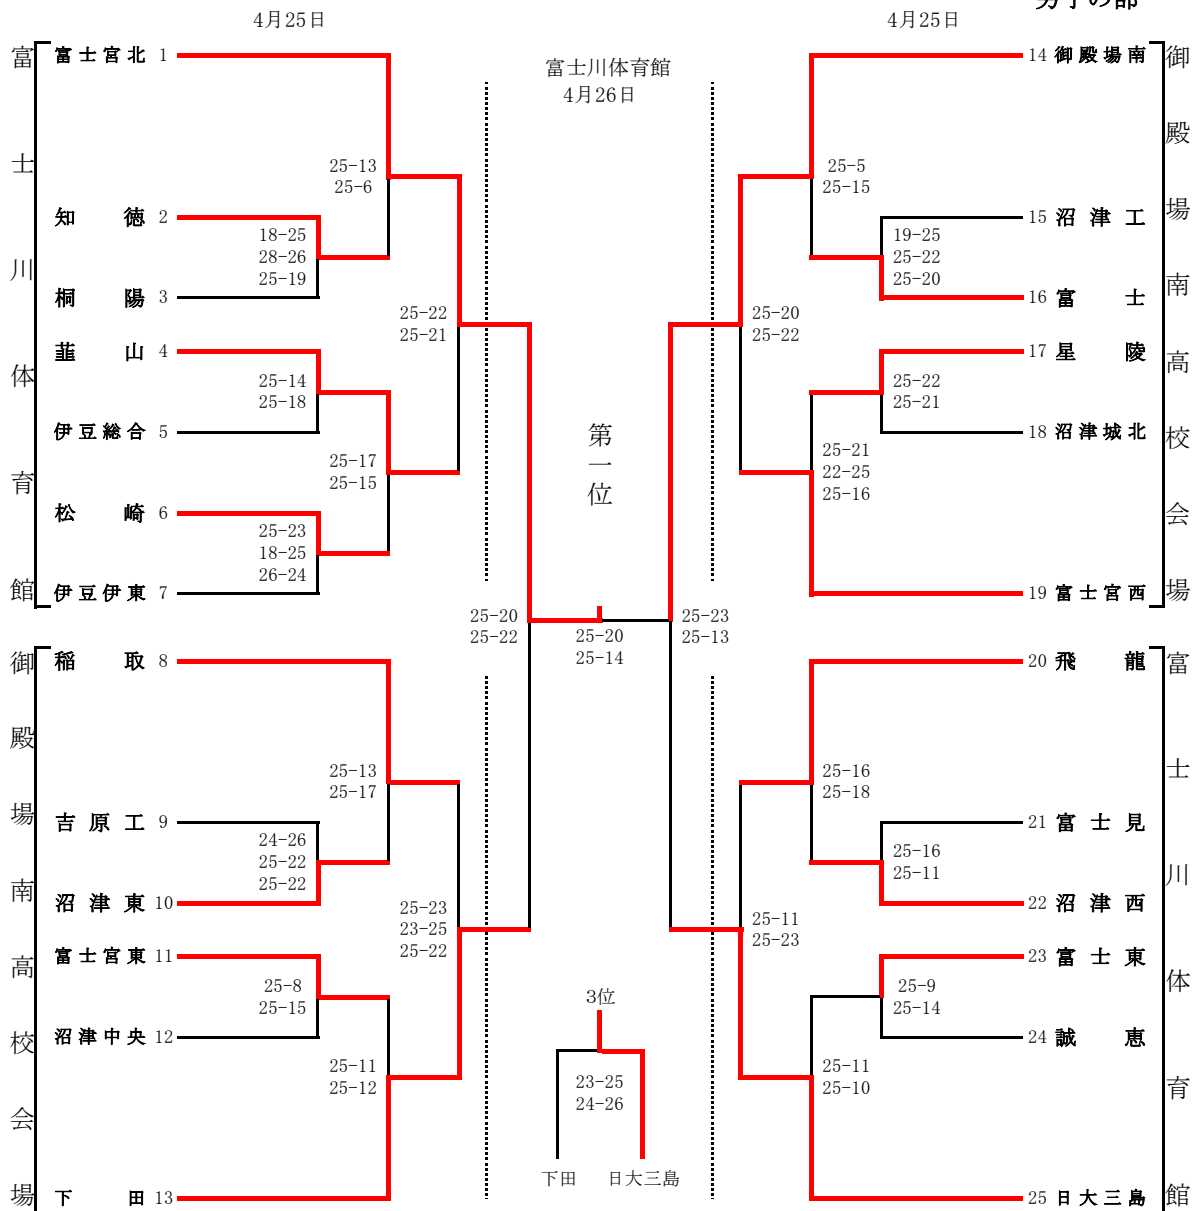 男子の部
4月25日
4月25日
富士川体育館
4月26日
富士川体育館
富士宮北 1
25-13
25-6
知徳 2
18-25
28-26
25-19
桐陽 3
25-22
25-21
韮山 4
25-14
25-18
伊豆総合 5
25-17
25-15
松崎 6
25-23
18-25
26-24
伊豆伊東 7
御殿場南高校会場
稲取 8
25-13
25-17
吉原工 9
24-26
25-22
25-22
沼津東 10
25-23
23-25
25-22
富士宮東 11
25-8
25-15
沼津中央 12
25-11
25-12
下田 13
25-20
25-22
第一位
25-20
25-14
25-23
25-13
3位
23-25
24-26
下田 日大三島
御殿場南高校会場
14 御殿場南
25-5
25-15
15 沼津工
19-25
25-22
25-20
16 富士
25-20
25-22
17 星陵
25-22
25-21
18 沼津城北
25-21
22-25
25-16
19 富士宮西
富士川体育館
20 飛龍
25-16
25-18
21 富士見
25-16
25-11
22 沼津西
25-11
25-23
23 富士東
25-9
25-14
24 誠恵
25-11
25-10
25 日大三島